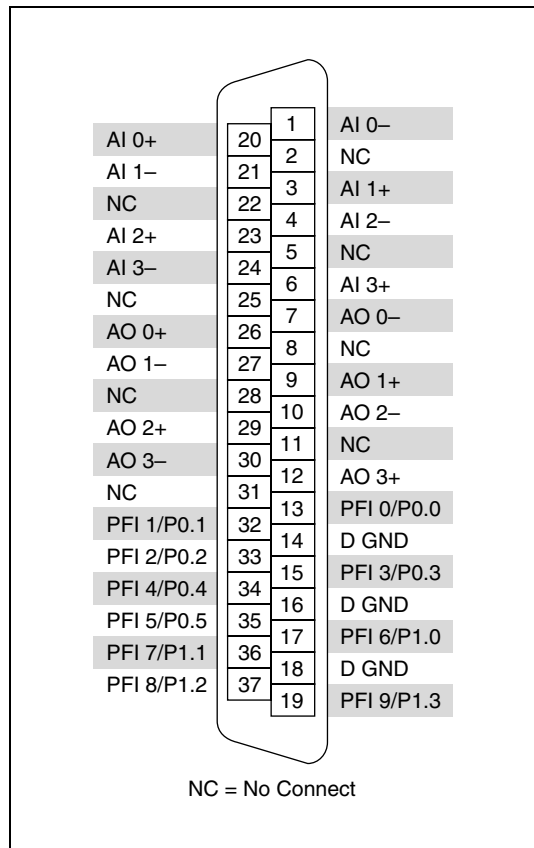 1 AI 0–
AI 0+ 20
2 NC
AI 1– 21
3 AI 1+
NC 22
4 AI 2–
AI 2+ 23
5 NC
AI 3– 24
6 AI 3+
NC 25
7 AO 0–
AO 0+ 26
8 NC
AO 1– 27
9 AO 1+
NC 28
10 AO 2–
AO 2+ 29
11 NC
AO 3– 30
12 AO 3+
NC 31
13 PFI 0/P0.0
PFI 1/P0.1 32
14 D GND
PFI 2/P0.2 33
15 PFI 3/P0.3
PFI 4/P0.4 34
16 D GND
PFI 5/P0.5 35
17 PFI 6/P1.0
PFI 7/P1.1 36
18 D GND
PFI 8/P1.2 37
19 PFI 9/P1.3
NC = No Connect